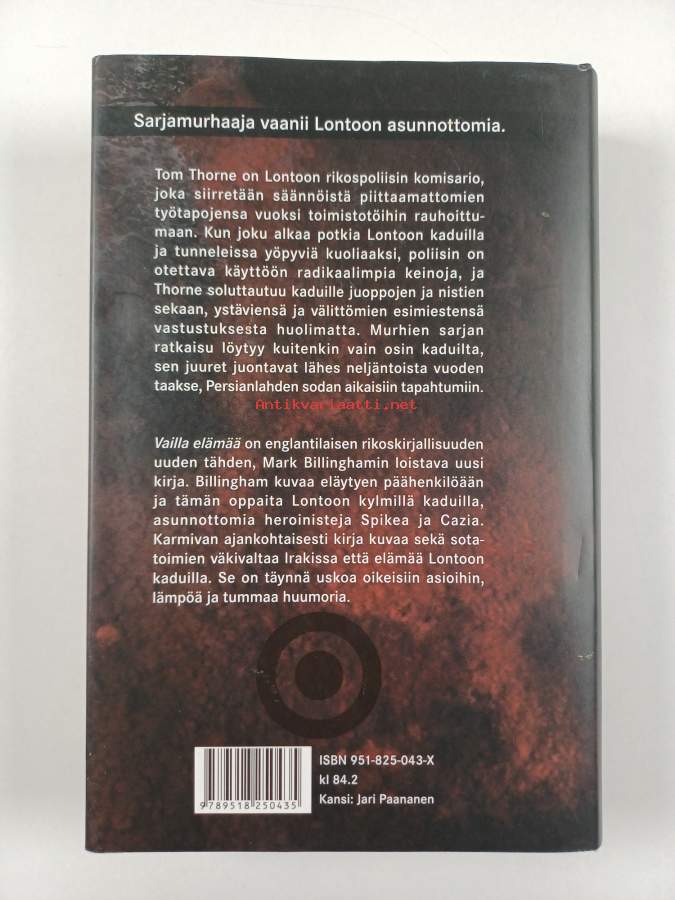 Sarjamurhaaja vaanii Lontoon asunnottomia.
Tom Thorne on Lontoon rikospoliisin komisario,
joka siirretään säännöistä piittaamattomien
työtapojensa vuoksi toimistotöihin rauhoittu-
maan. Kun joku alkaa potkia Lontoon kaduilla
ja tunneleissa yöpyviä kuoliaaksi, poliisin on
otettava käyttöön radikaalimpia keinoja, ja
Thorne soluttautuu kaduille juoppojen ja nistien
sekaan, ystäviensä ja välittömien esimiestensä
vastustuksesta huolimatta. Murhien sarjan
ratkaisu löytyy kuitenkin vain osin kaduilta,
sen juuret juontavat lähes neljäntoista vuoden
taakse, Persianlahden sodan aikaisiin tapahtumiin.
Antikvariaatti.net
Vailla elämää on englantilaisen rikoskirjallisuuden
uuden tähden, Mark Billinghamin loistava uusi
kirja. Billingham kuvaa eläytyen päähenkilöään
ja tämän oppaita Lontoon kylmillä kaduilla,
asunnottomia heroinisteja Spikea ja Cazia.
Karmivan ajankohtaisesti kirja kuvaa sekä sota-
toimien väkivaltaa Irakissa että elämää Lontoon
kaduilla. Se on täynnä uskoa oikeisiin asioihin,
lämpöä ja tummaa huumoria.
ISBN 951-825-043-X
kl 84.2
Kansi: Jari Paananen
9789518250435